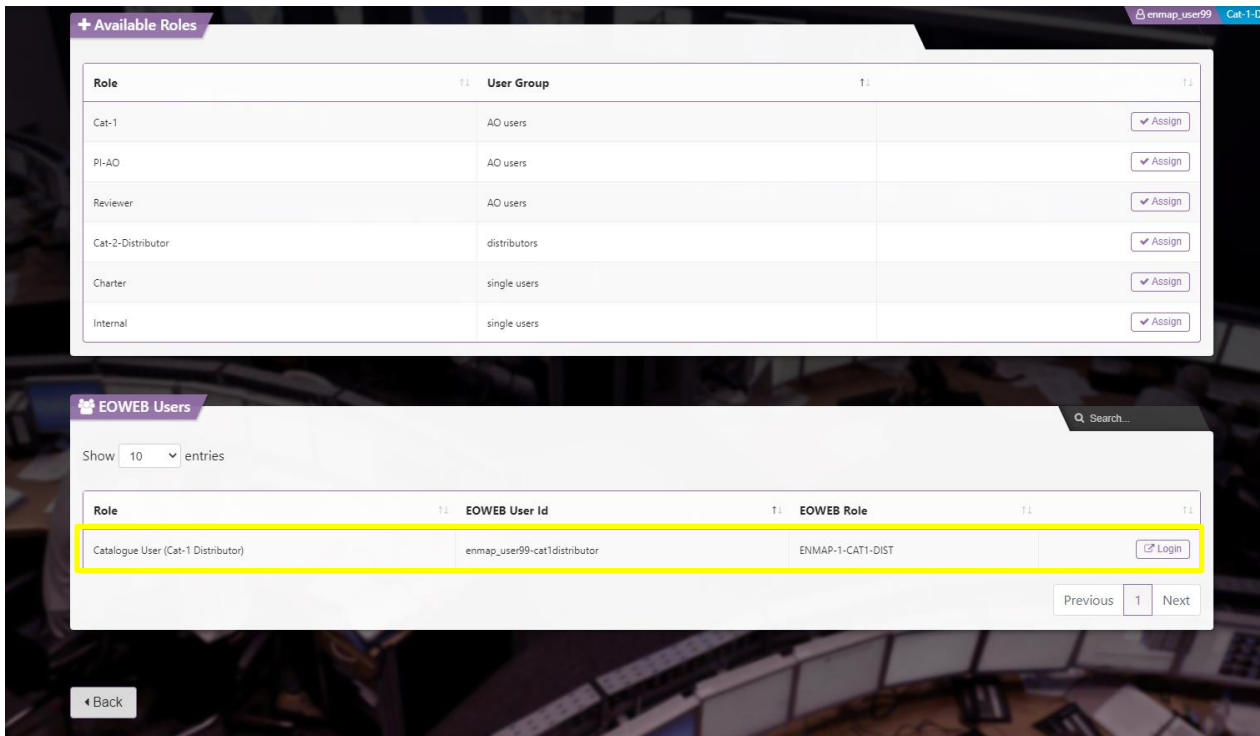 Available Roles
enmap_user99 Cat-1-D
Role User Group
Cat-1 AO users Assign
PI-AO AO users Assign
Reviewer AO users Assign
Cat-2-Distributor distributors Assign
Charter single users Assign
Internal single users Assign
EOWEB Users
Search...
Show 10 entries
Role EOWEB User Id EOWEB Role
Catalogue User (Cat-1 Distributor) enmap_user99-cat1distributor ENMAP-1-CAT1-DIST Login
Previous 1 Next
Back